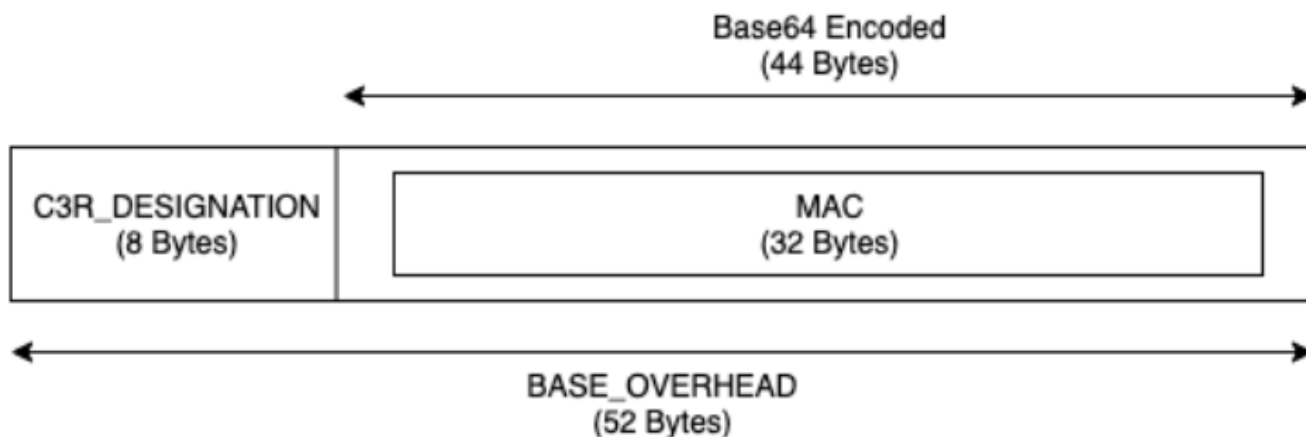 Base64 Encoded
(44 Bytes)
C3R_DESIGNATION
(8 Bytes)
MAC
(32 Bytes)
BASE_OVERHEAD
(52 Bytes)